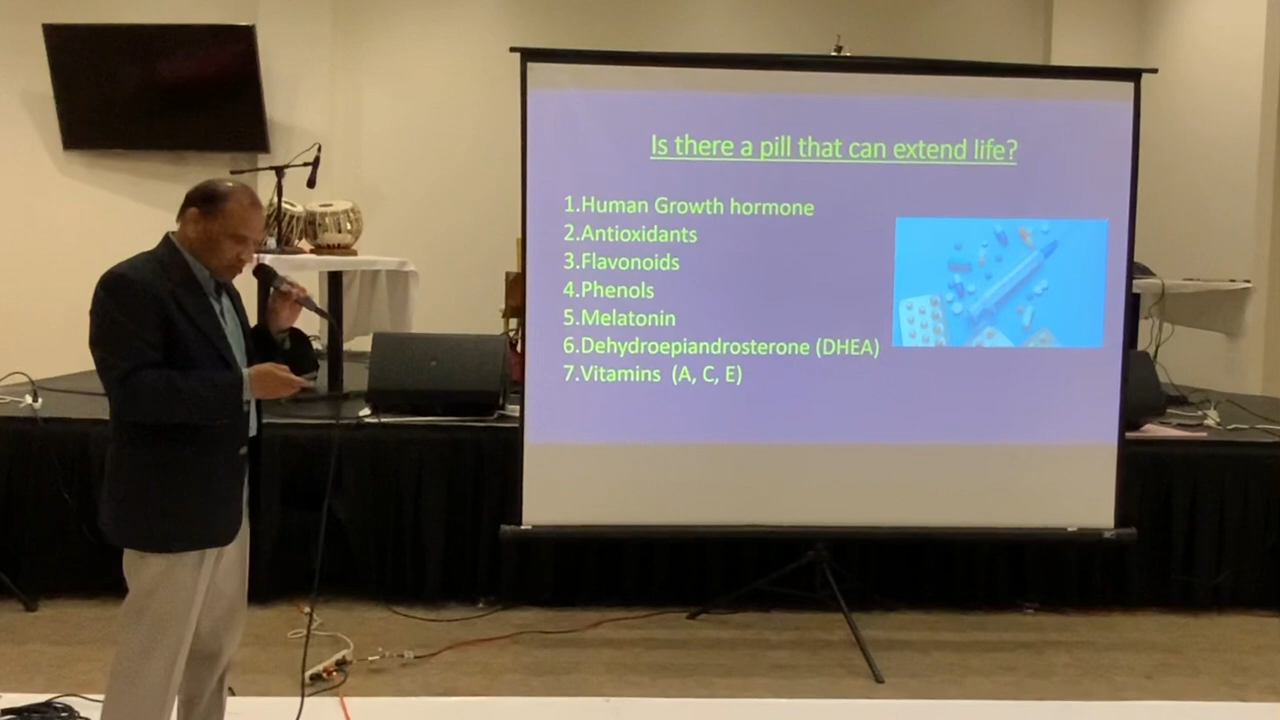 Is there a pill that can extend life?
1.Human Growth hormone
2.Antioxidants
3.Flavonoids
4.Phenols
5.Melatonin
6.Dehydroepiandrosterone (DHEA)
7.Vitamins (A, C, E)